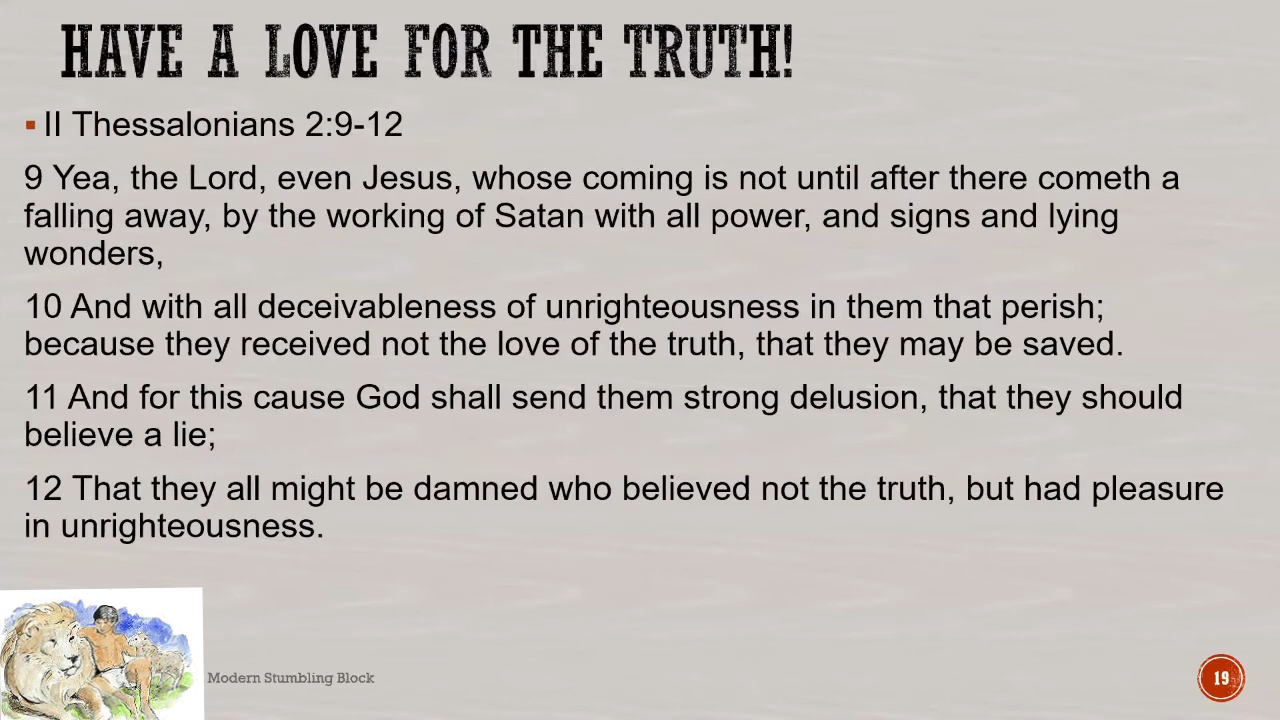 HAVE A LOVE FOR THE TRUTH!
▪ II Thessalonians 2:9-12
9 Yea, the Lord, even Jesus, whose coming is not until after there cometh a
falling away, by the working of Satan with all power, and signs and lying
wonders,
10 And with all deceivableness of unrighteousness in them that perish;
because they received not the love of the truth, that they may be saved.
11 And for this cause God shall send them strong delusion, that they should
believe a lie;
12 That they all might be damned who believed not the truth, but had pleasure
in unrighteousness.
Modern Stumbling Block
19